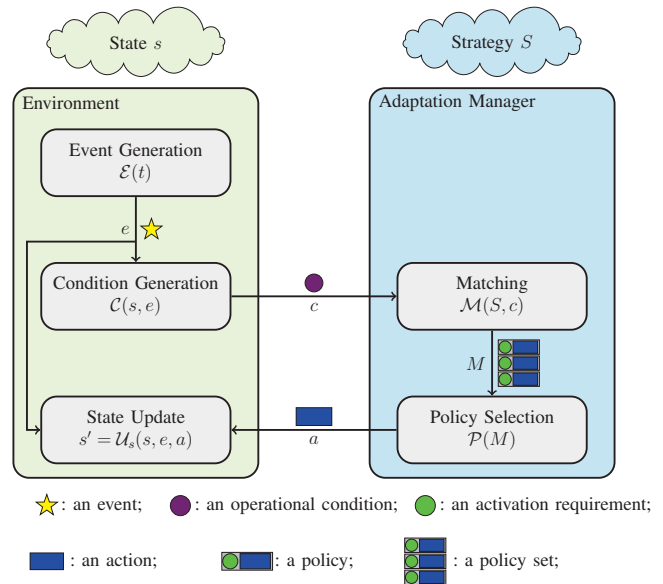 State s
Strategy S
Environment
Adaptation Manager
Event Generation
ℰ(t)
e
Condition Generation
𝒞(s, e)
c
Matching
ℳ(S, c)
M
State Update
s′ = 𝒰ₛ(s, e, a)
a
Policy Selection
𝒫(M)
: an event;
: an operational condition;
: an activation requirement;
: an action;
: a policy;
: a policy set;